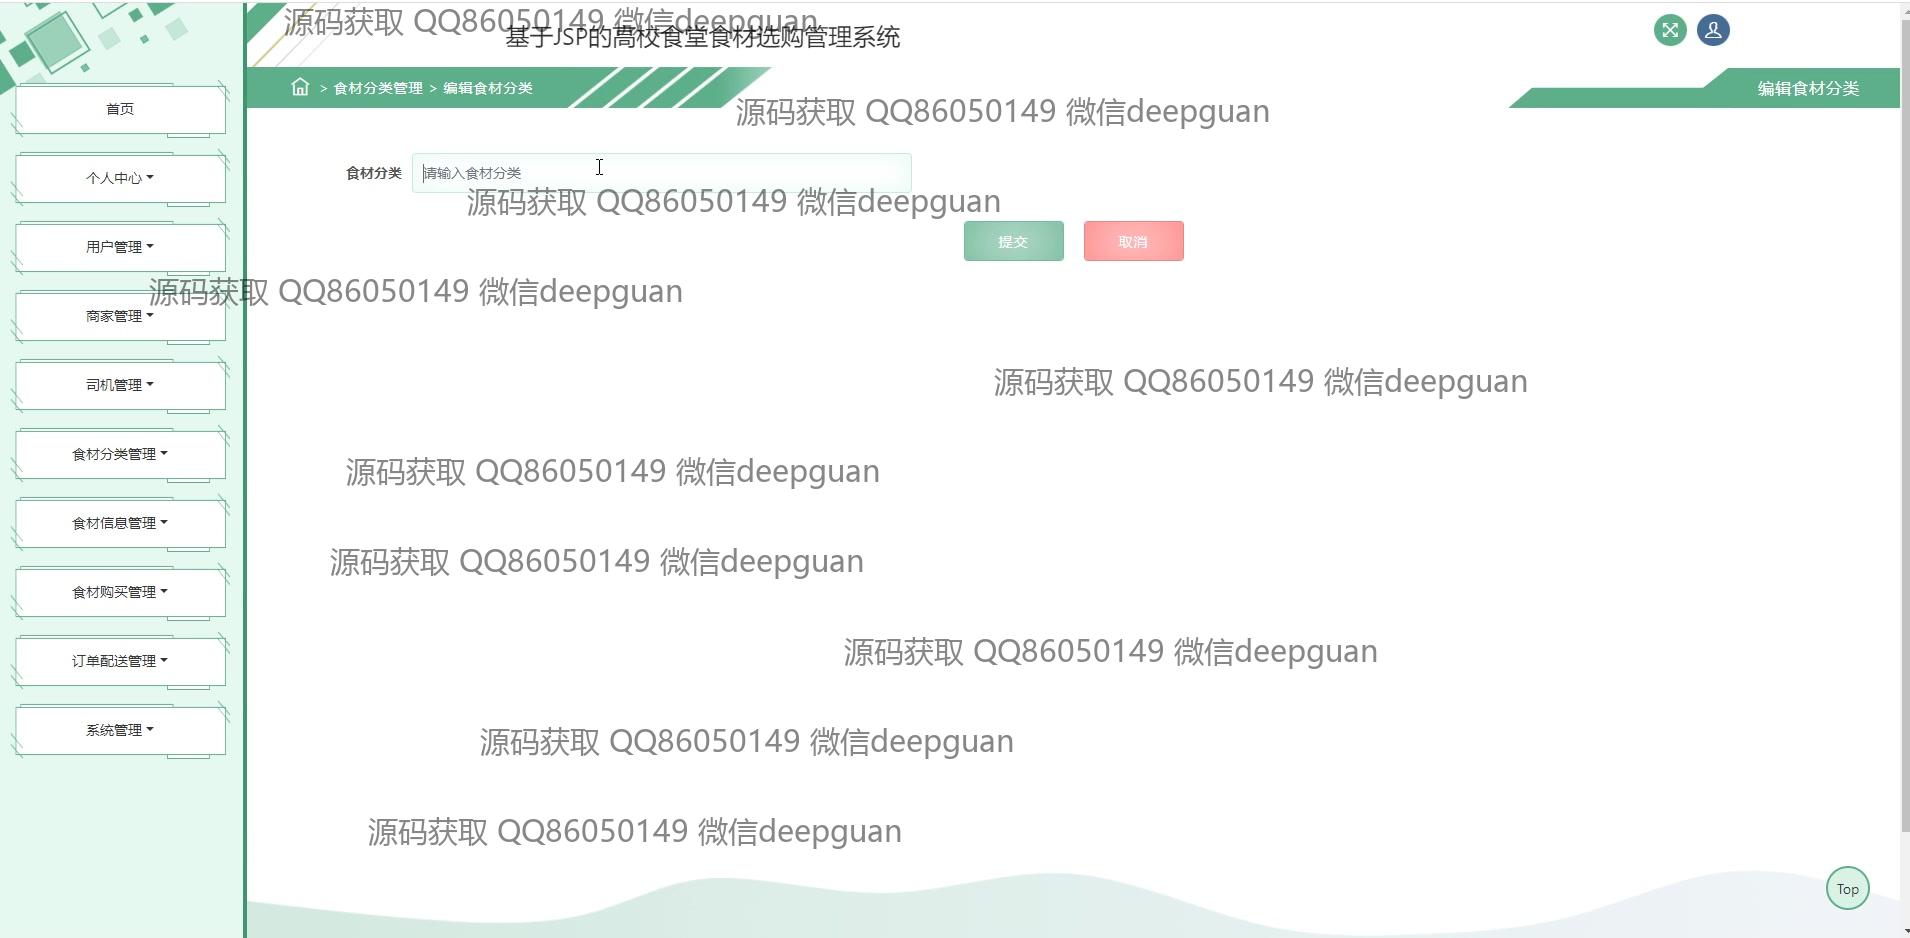 源码获取 QQ86050149 微信deepguan
基于JSP的高校食堂食材选购管理系统
> 食材分类管理 > 编辑食材分类
编辑食材分类
源码获取 QQ86050149 微信deepguan
首页
食材分类 请输入食材分类
个人中心
源码获取 QQ86050149 微信deepguan
提交 取消
用户管理
源码获取 QQ86050149 微信deepguan
商家管理
司机管理
源码获取 QQ86050149 微信deepguan
食材分类管理
源码获取 QQ86050149 微信deepguan
食材信息管理
源码获取 QQ86050149 微信deepguan
食材购买管理
订单配送管理
源码获取 QQ86050149 微信deepguan
系统管理
源码获取 QQ86050149 微信deepguan
源码获取 QQ86050149 微信deepguan
Top